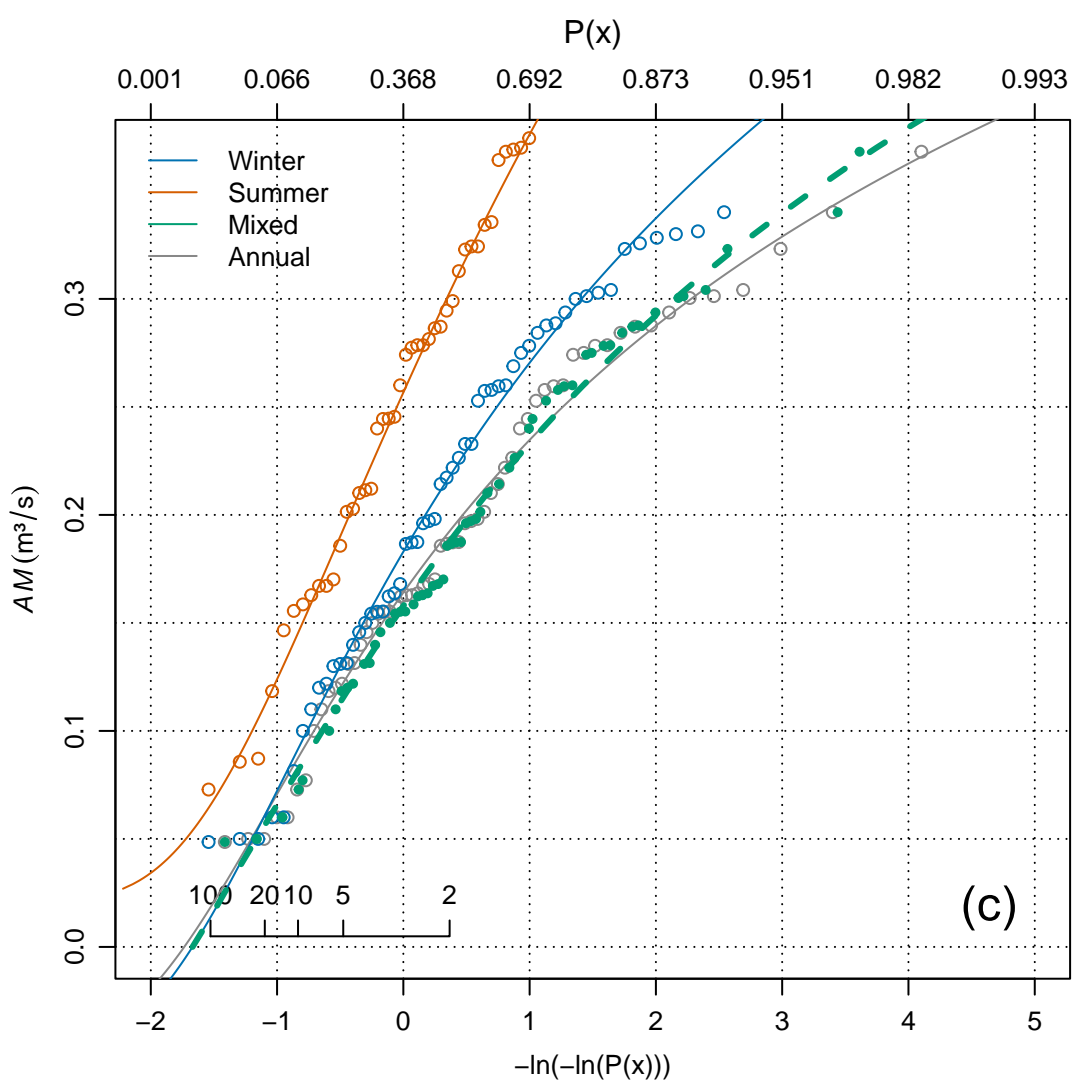 P(x)
0.001 0.066 0.368 0.692 0.873 0.951 0.982 0.993
Winter
Summer
Mixed
Annual
AM (m³/s)
0.3
0.2
0.1
0.0
100 20 10 5 2
(c)
−2 −1 0 1 2 3 4 5
−ln(−ln(P(x)))